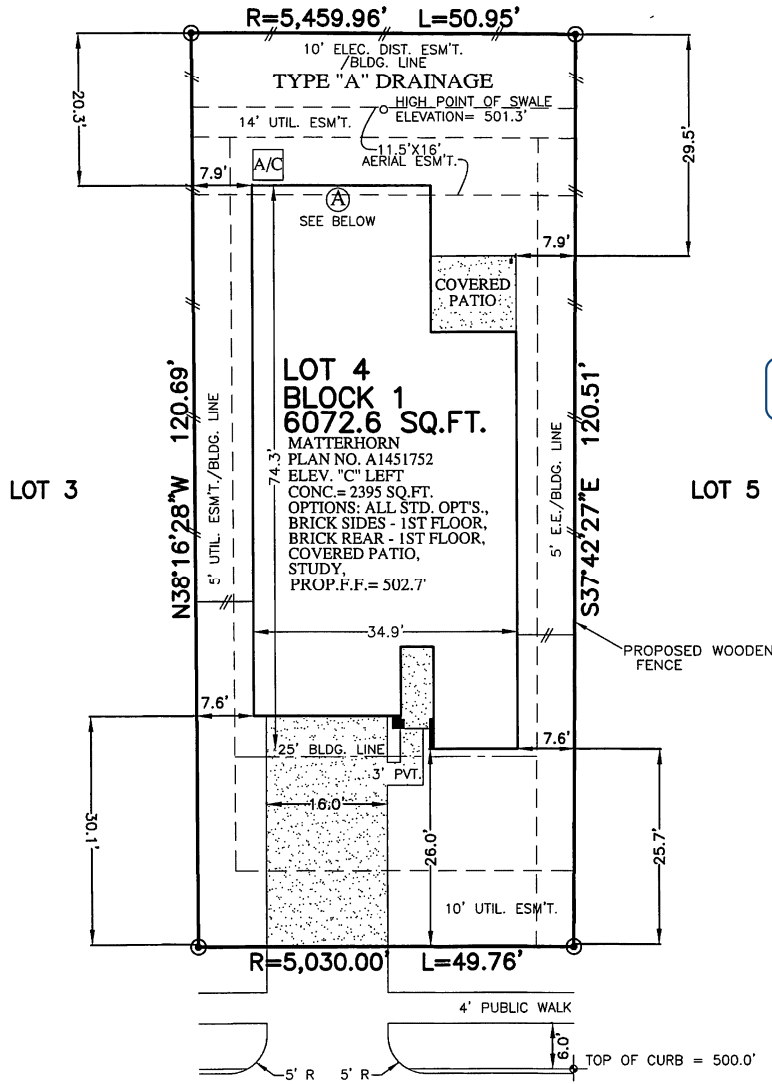 R=5,459.96' L=50.95'
10' ELEC. DIST. ESM'T.
/BLDG. LINE
TYPE "A" DRAINAGE
HIGH POINT OF SWALE
ELEVATION= 501.3'
14' UTIL. ESM'T.
11.5'X16'
AERIAL ESM'T.
20.3'
29.5'
A/C
7.9'
A
SEE BELOW
7.9'
COVERED
PATIO
LOT 4
BLOCK 1
6072.6 SQ.FT.
MATTERHORN
PLAN NO. A1451752
ELEV. "C" LEFT
CONC.= 2395 SQ.FT.
OPTIONS: ALL STD. OPT'S.,
BRICK SIDES - 1ST FLOOR,
BRICK REAR - 1ST FLOOR,
COVERED PATIO,
STUDY,
PROP.F.F.= 502.7'
74.3'
N38°16'28"W 120.69'
5' UTIL. ESM'T./BLDG. LINE
5' E.E./BLDG. LINE
S37°42'27"E 120.51'
LOT 3
LOT 5
34.9'
PROPOSED WOODEN
FENCE
7.6'
7.6'
25' BLDG. LINE
3' PVT.
16.0'
30.1'
26.0'
25.7'
10' UTIL. ESM'T.
R=5,030.00' L=49.76'
4' PUBLIC WALK
6.0'
TOP OF CURB = 500.0'
5' R 5' R